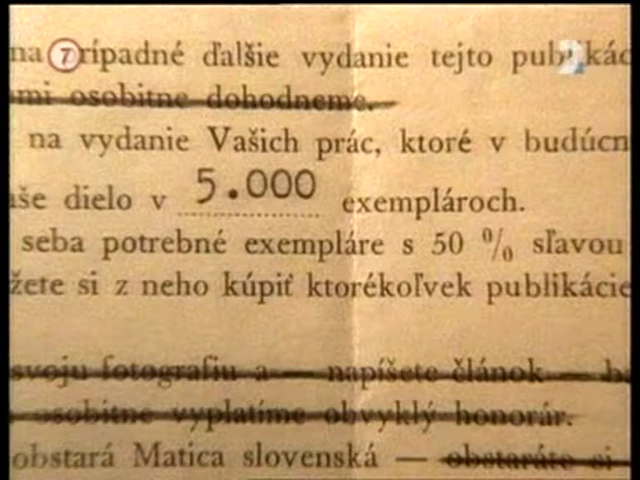 na prípadné ďalšie vydanie tejto publikác
7
2
mi osobitne dohodneme.
na vydanie Vašich prác, ktoré v budúcn
še dielo v 5.000 exemplároch.
seba potrebné exempláre s 50 % sľavou
žete si z neho kúpiť ktorékoľvek publikácie
svoju fotografiu a — napíšete článok — b
osobitne vyplatíme obvyklý honorár.
obstará Matica slovenská — obstaráte si